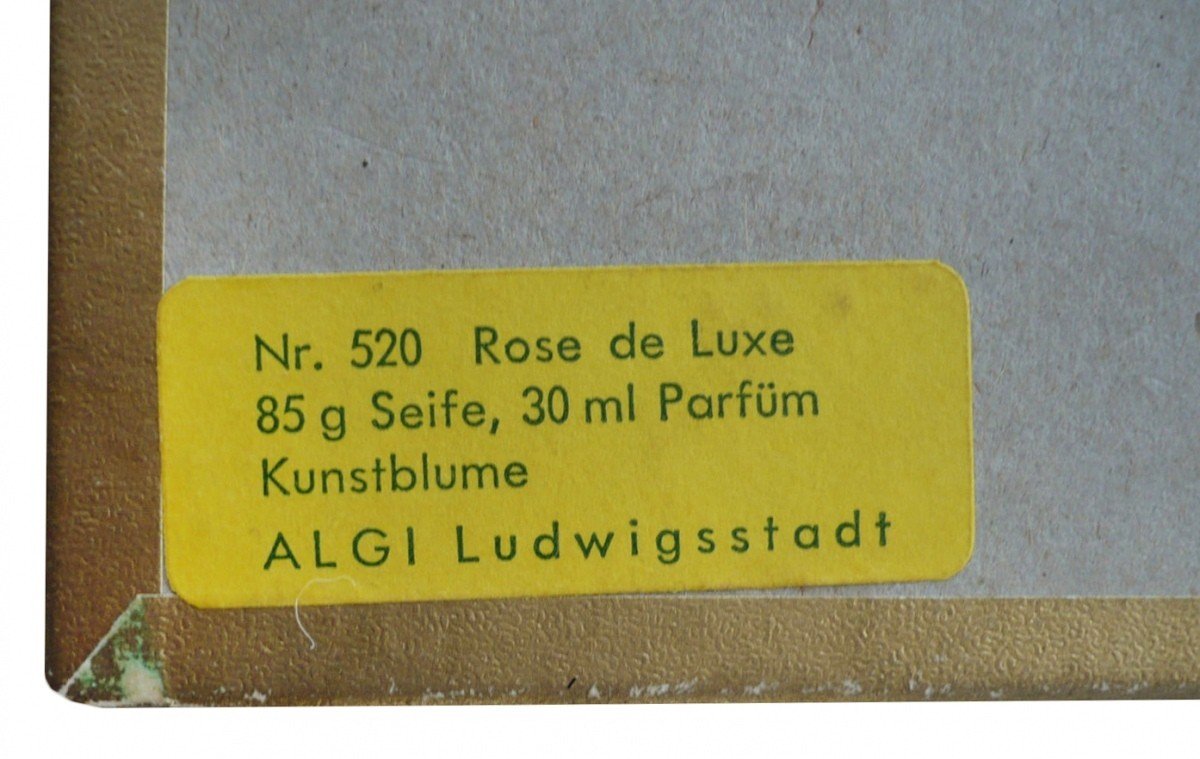 Nr. 520 Rose de Luxe
85 g Seife, 30 ml Parfüm
Kunstblume
ALGI Ludwigsstadt